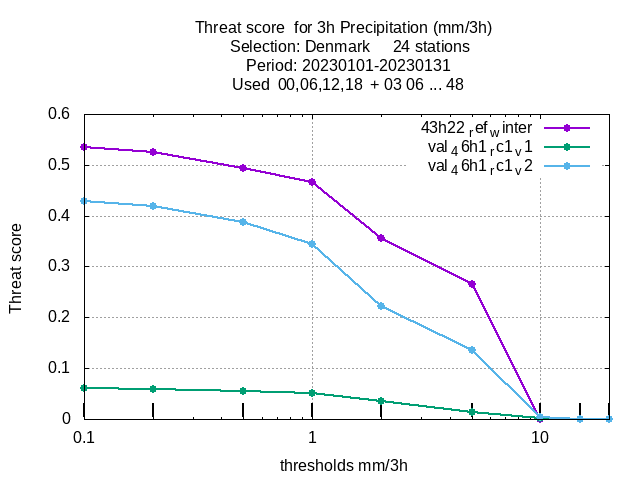 Threat score  for 3h Precipitation (mm/3h)
Selection: Denmark     24 stations
Period: 20230101-20230131
Used  00,06,12,18  + 03 06 ... 48
43h22 ref winter
val 4 6h1 r c1 v 1
val 4 6h1 r c1 v 2
0.6
0.5
0.4
0.3
0.2
0.1
0
Threat score
0.1 1 10
thresholds mm/3h